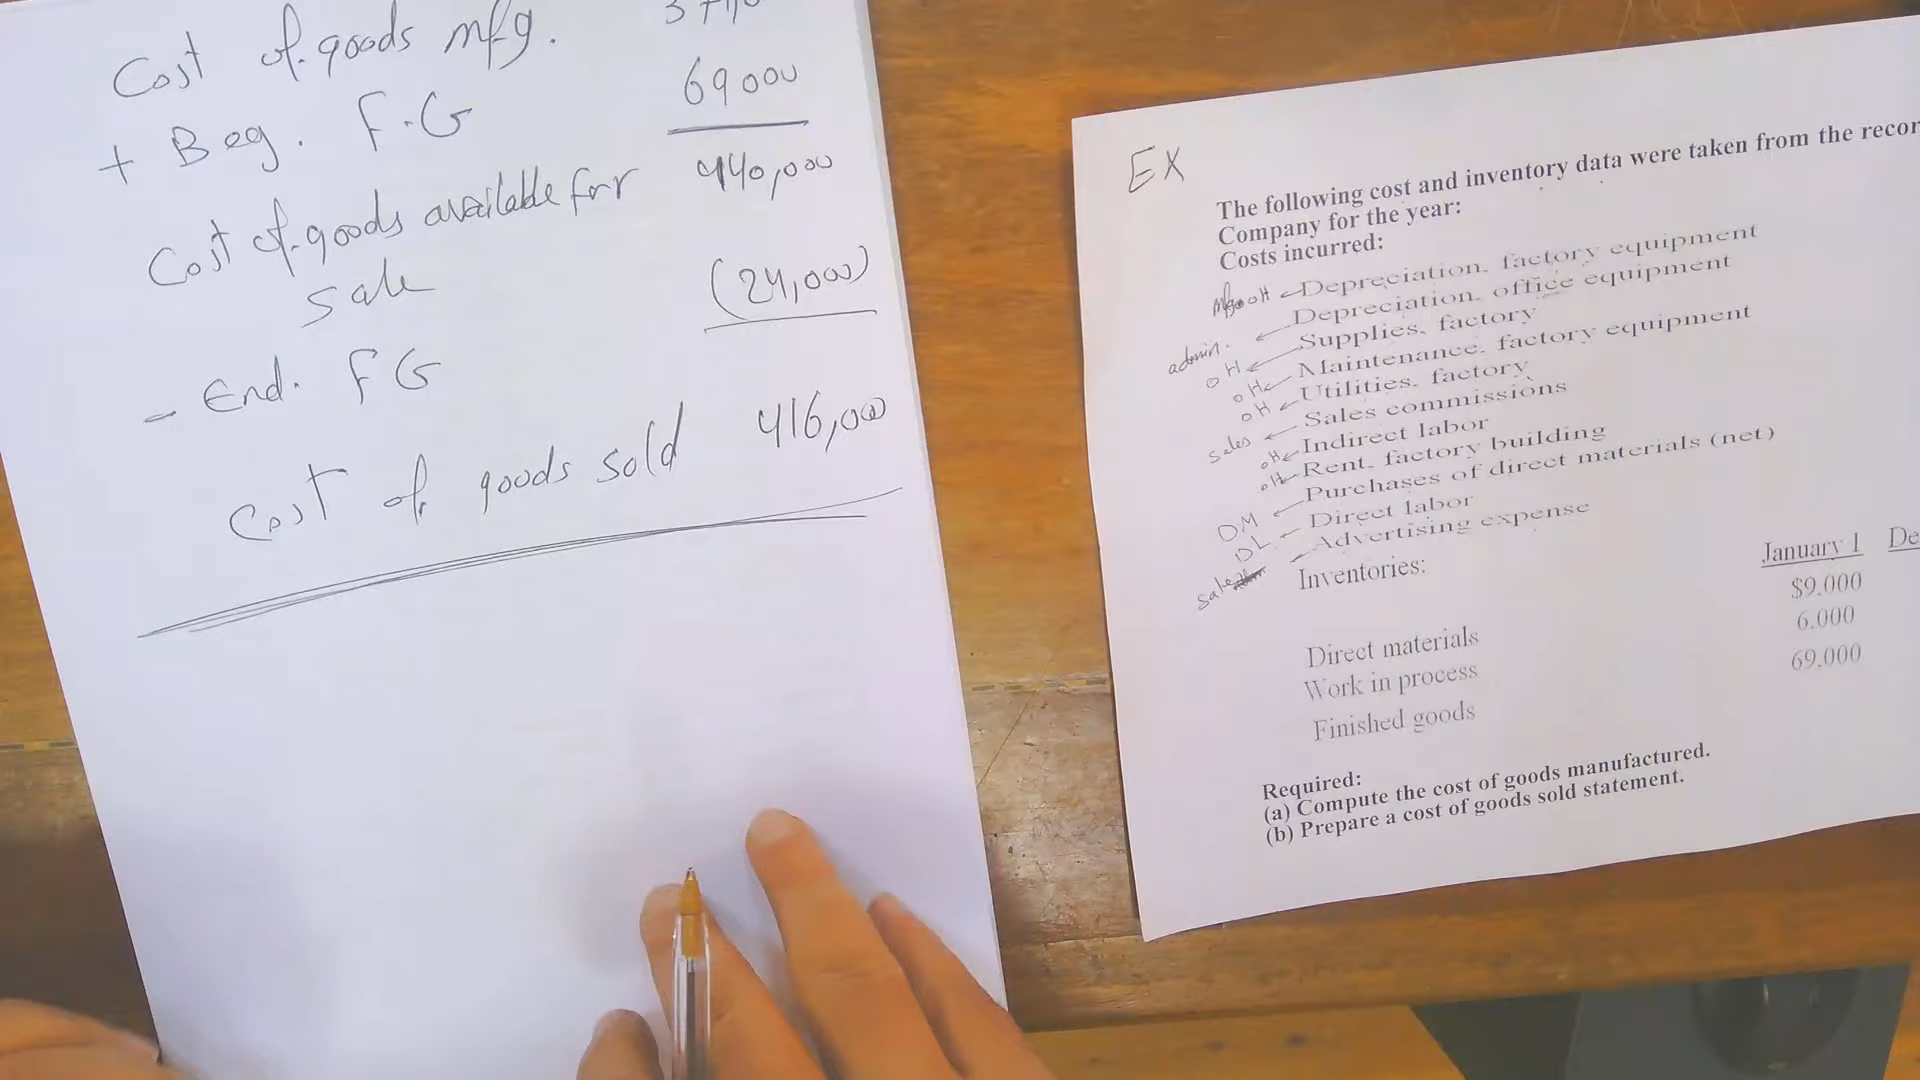 Cost of goods mfg.
+ Beg. F.G 69000
Cost of goods available for 440,000
sale
- End. FG (24,000)
Cost of goods sold 416,000
EX
The following cost and inventory data were taken from the
Company for the year:
Costs incurred:
OH Depreciation, factory equipment
admin. Depreciation, office equipment
OH Supplies, factory
OH Maintenance, factory equipment
OH Utilities, factory
Sales Sales commissions
OH Indirect labor
OH Rent, factory building
DM Purchases of direct materials (net)
DL Direct labor
Sales Advertising expense
Inventories: January 1
Direct materials $9.000
Work in process 6.000
Finished goods 69.000
Required:
(a) Compute the cost of goods manufactured.
(b) Prepare a cost of goods sold statement.